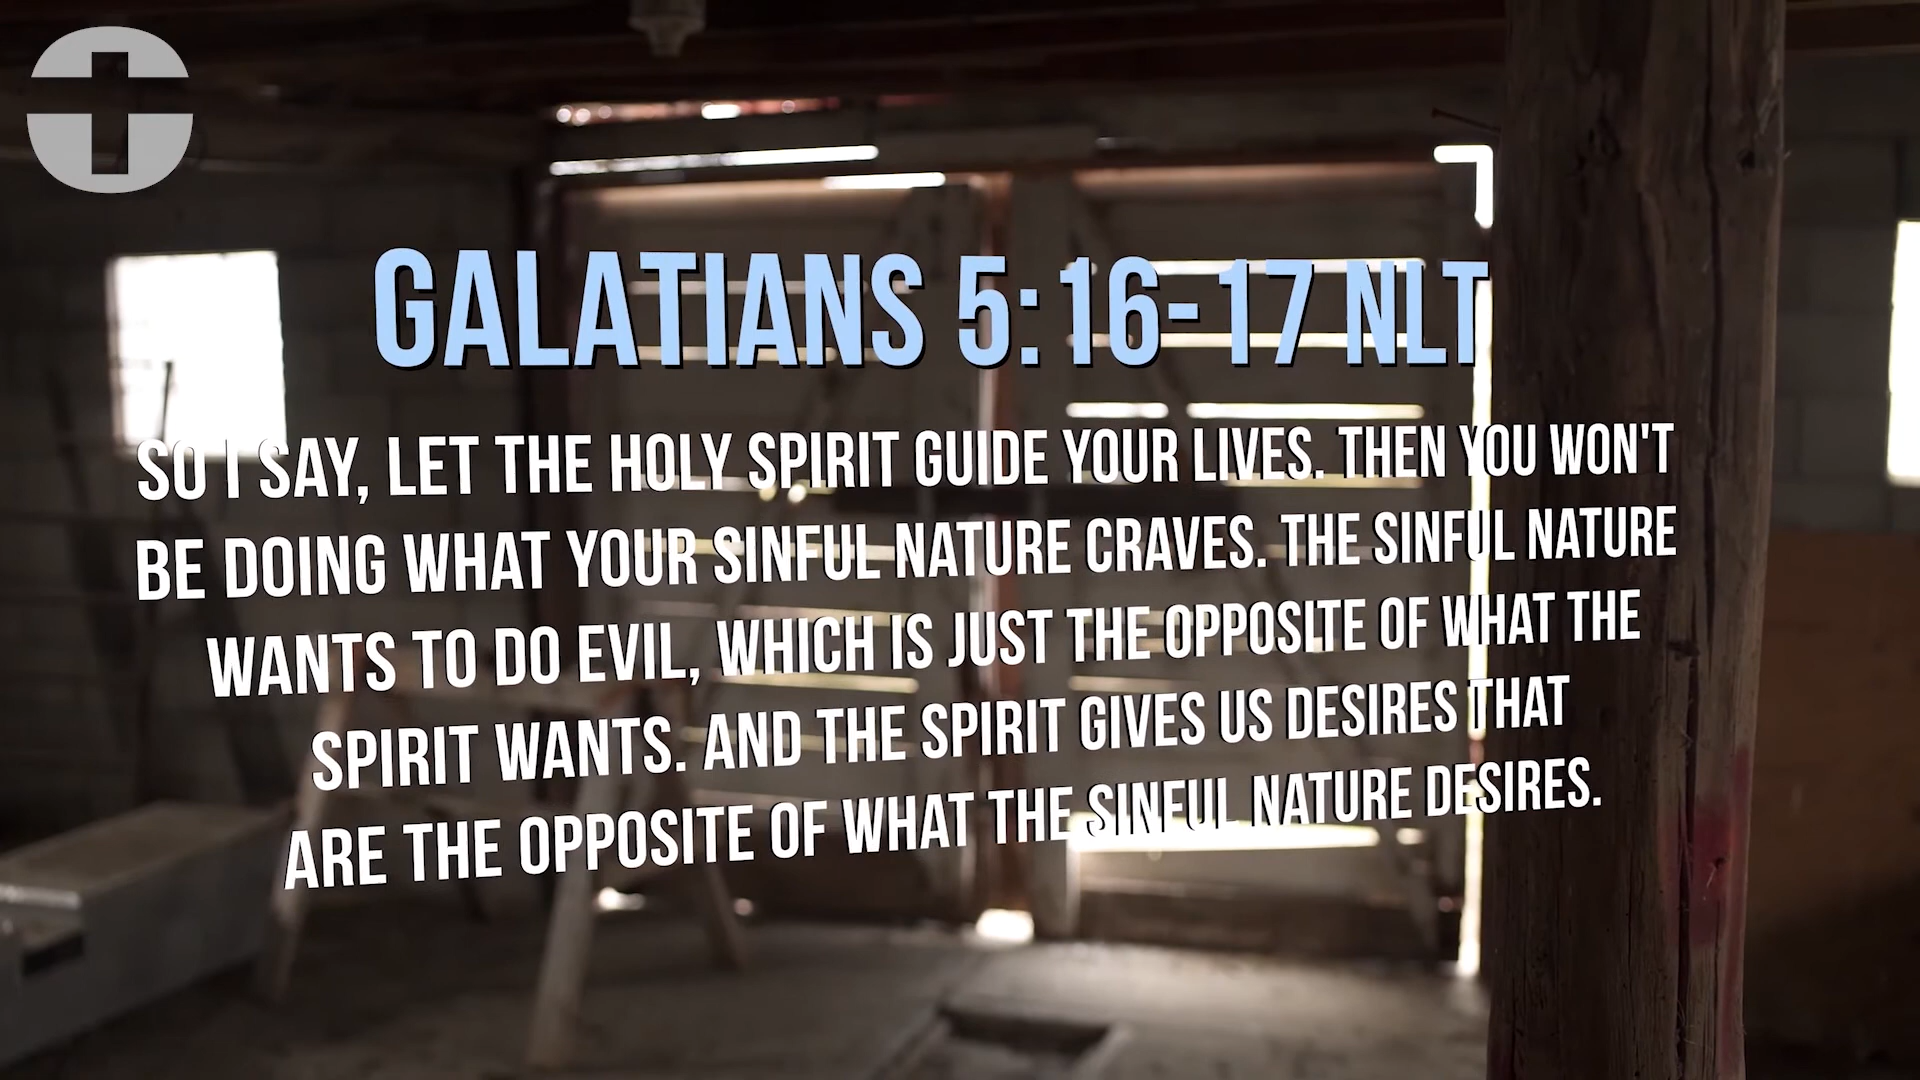 GALATIANS 5:16-17 NLT
SO I SAY, LET THE HOLY SPIRIT GUIDE YOUR LIVES. THEN YOU WON'T
BE DOING WHAT YOUR SINFUL NATURE CRAVES. THE SINFUL NATURE
WANTS TO DO EVIL, WHICH IS JUST THE OPPOSITE OF WHAT THE
SPIRIT WANTS. AND THE SPIRIT GIVES US DESIRES THAT
ARE THE OPPOSITE OF WHAT THE SINFUL NATURE DESIRES.